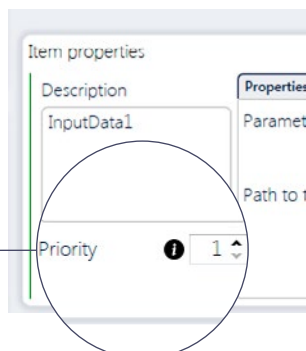 Item properties
Description
Properties
InputData1
Paramet
Path to t
Priority 1